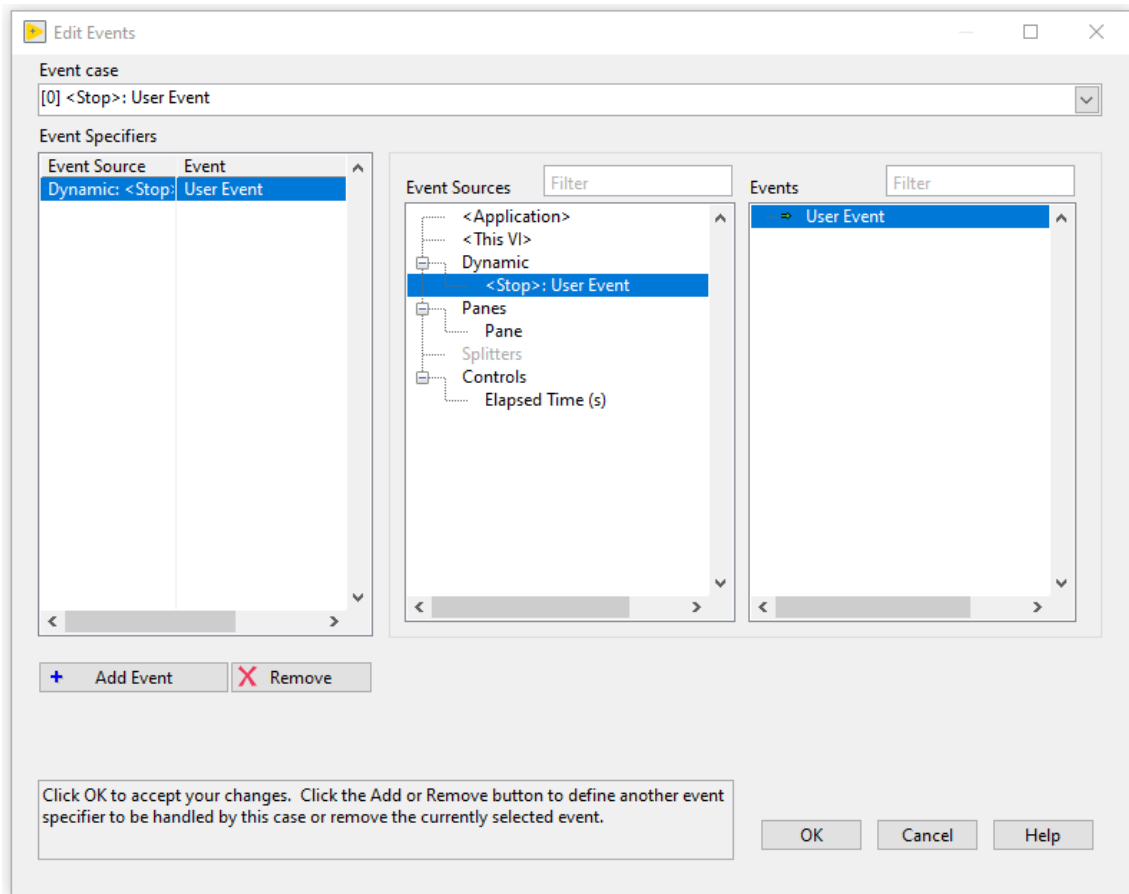 Edit Events
Event case
[0] <Stop>: User Event
Event Specifiers
Event Source Event
Dynamic: <Stop> User Event
Event Sources Filter
<Application>
<This VI>
Dynamic
<Stop>: User Event
Panes
Pane
Splitters
Controls
Elapsed Time (s)
Events Filter
User Event
Add Event
Remove
Click OK to accept your changes.  Click the Add or Remove button to define another event
specifier to be handled by this case or remove the currently selected event.
OK
Cancel
Help